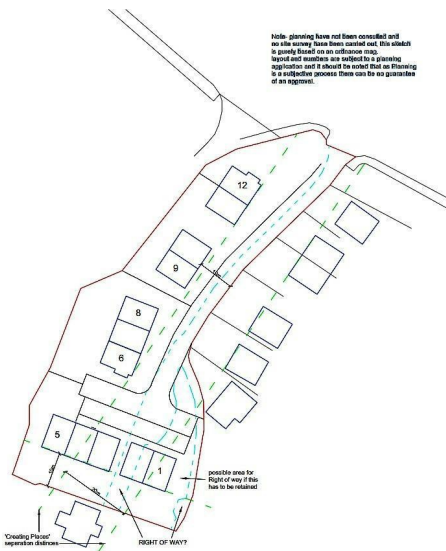 Note- planning have not been consulted and
no site survey have been carried out, this sketch
is purely based on an ordnance map,
layout and numbers are subject to a planning
application and it should be noted that as Planning
is a subjective process there can be no guarantee
of an approval.
12
9
8
6
5
1
possible area for
Right of way if this
has to be retained
'Creating Places'
seperation distances
RIGHT OF WAY?